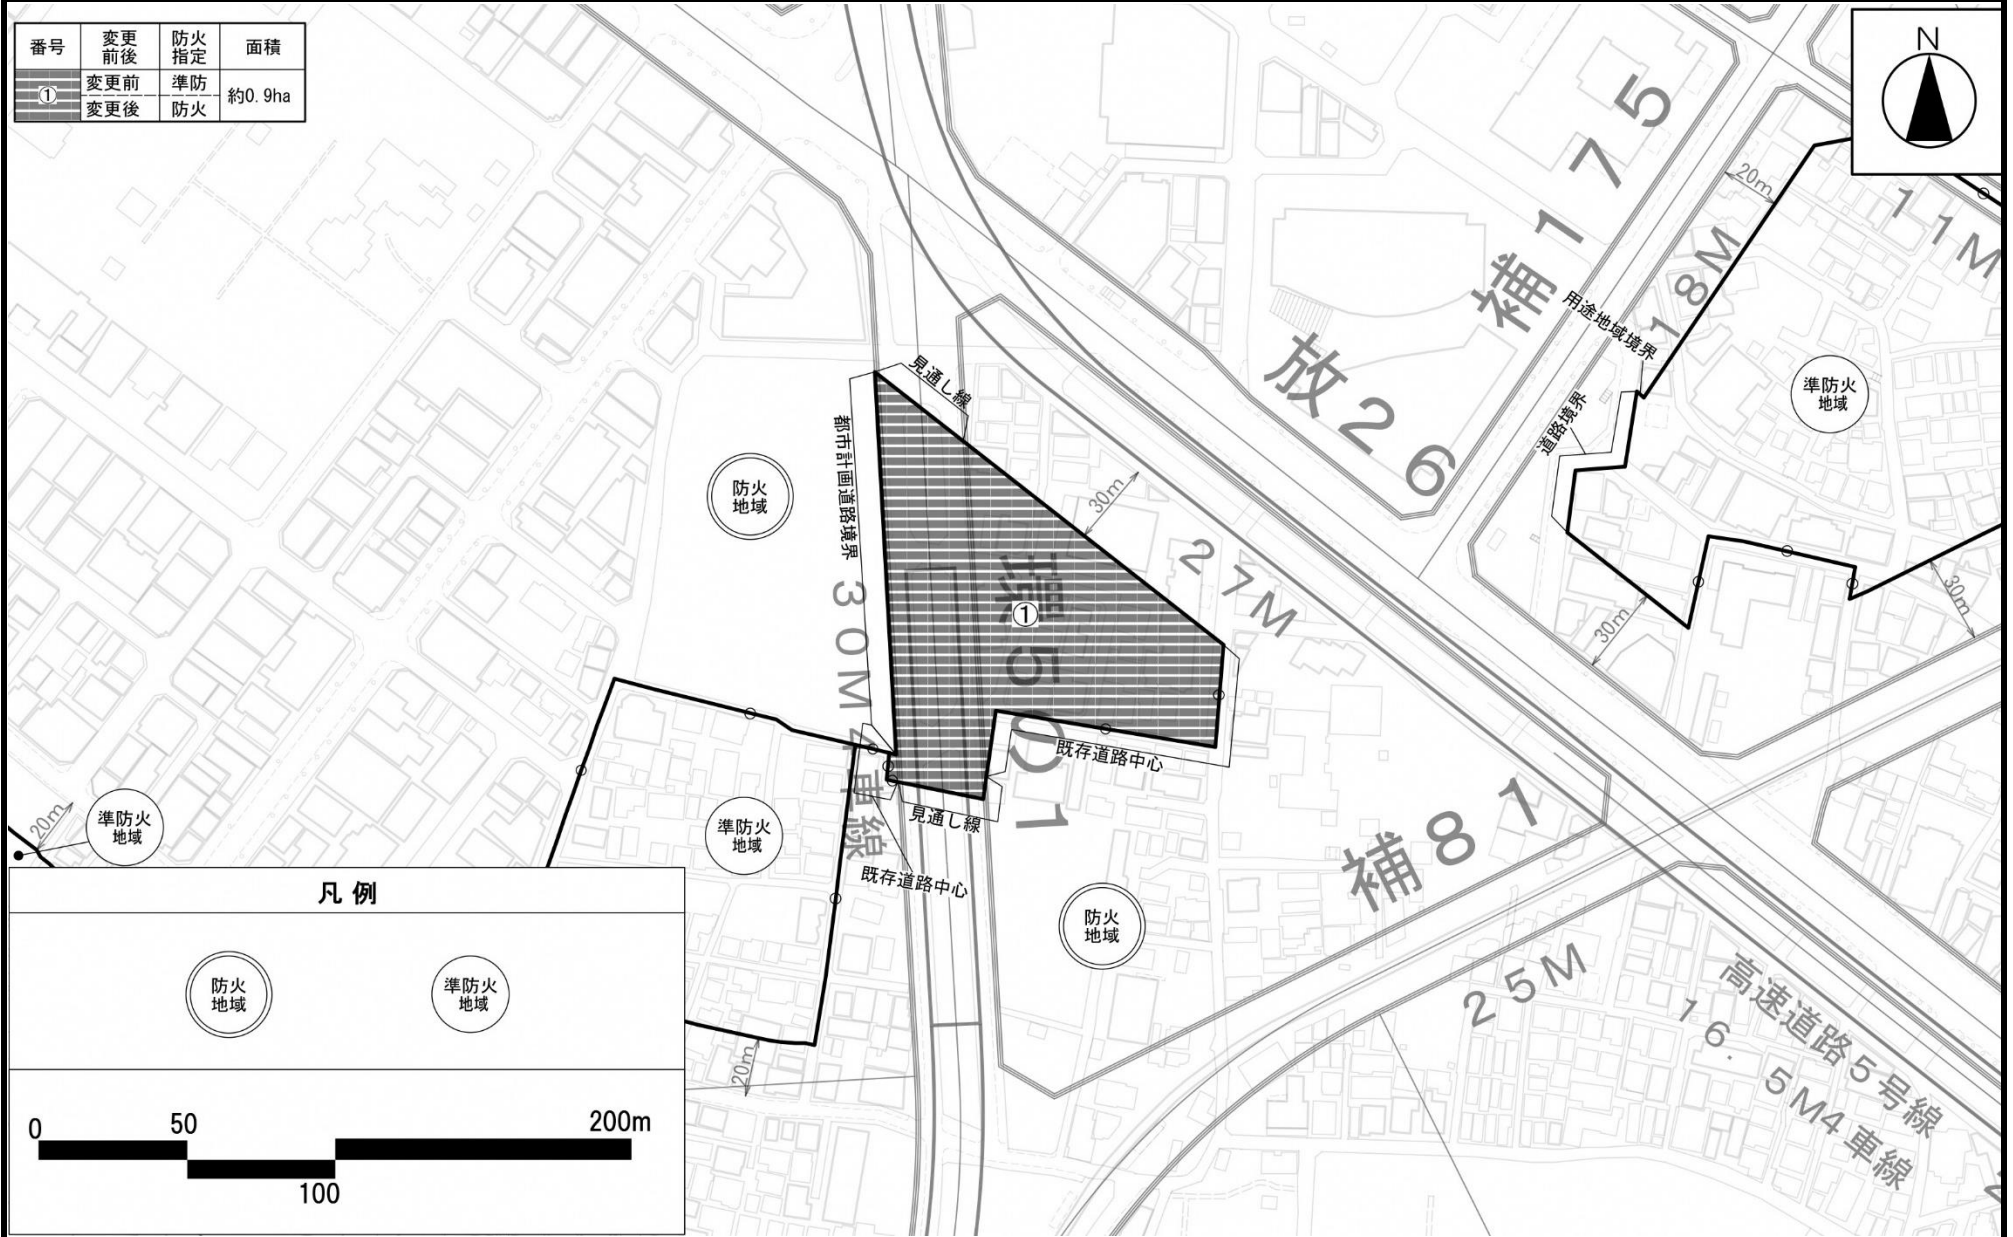 番号 変更前後 防火指定 面積
① 変更前 準防 約0.9ha
変更後 防火
N
補175
18M
20m
11M
用途地域境界
道路境界
準防火
地域
放26
見通し線
都市計画道路境界
防火
地域
30m
27M
環5の1
①
30M4車線
30m
30m
既存道路中心
見通し線
既存道路中心
準防火
地域
準防火
地域
20m
防火
地域
補81
25M
高速道路5号線
16.5M4車線
20m
凡例
防火
地域
準防火
地域
0 50 200m
100